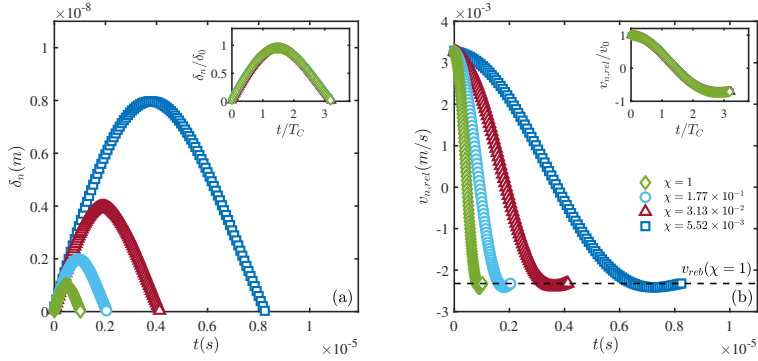 δn(m)
0.8 ×10⁻⁸
0.6
0.4
0.2
0
0 0.2 0.4 0.6 0.8 ×10⁻⁵
t(s)
(a)
δn/δ0
1
0.5
0
0 1 2 3
t/TC
vn,rel(m/s)
4 ×10⁻³
3
2
1
0
-1
-2
-3
0 0.2 0.4 0.6 0.8 ×10⁻⁵
t(s)
(b)
vn,rel/v0
1
0
-1
0 1 2 3
t/TC
χ = 1
χ = 1.77 × 10⁻¹
χ = 3.13 × 10⁻²
χ = 5.52 × 10⁻³
vreb(χ = 1)